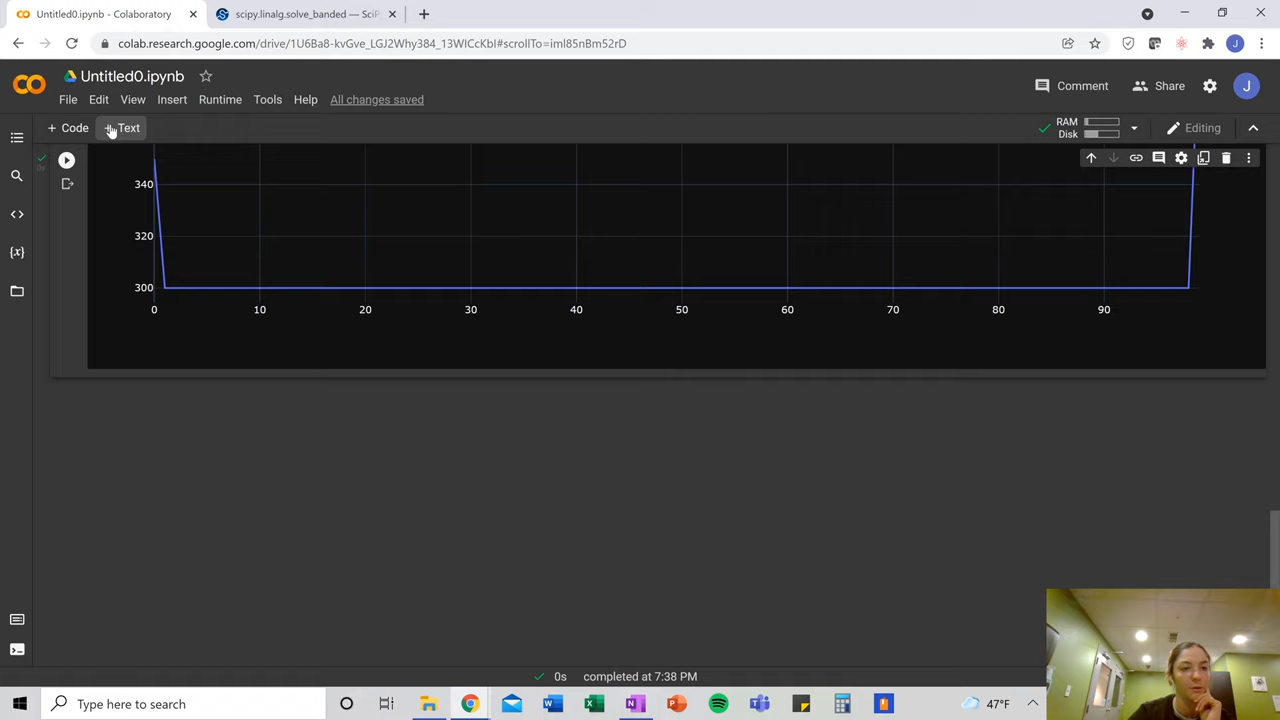 Untitled0.ipynb - Colaboratory
scipy.linalg.solve_banded — SciP
colab.research.google.com/drive/1U6Ba8-kvGve_LGJ2Why384_13WICcKbl#scrollTo=iml85nBm52rD
Untitled0.ipynb
File Edit View Insert Runtime Tools Help All changes saved
Comment Share J
+ Code + Text
RAM
Disk
Editing
340
320
300
0 10 20 30 40 50 60 70 80 90
0s completed at 7:38 PM
Type here to search
47°F